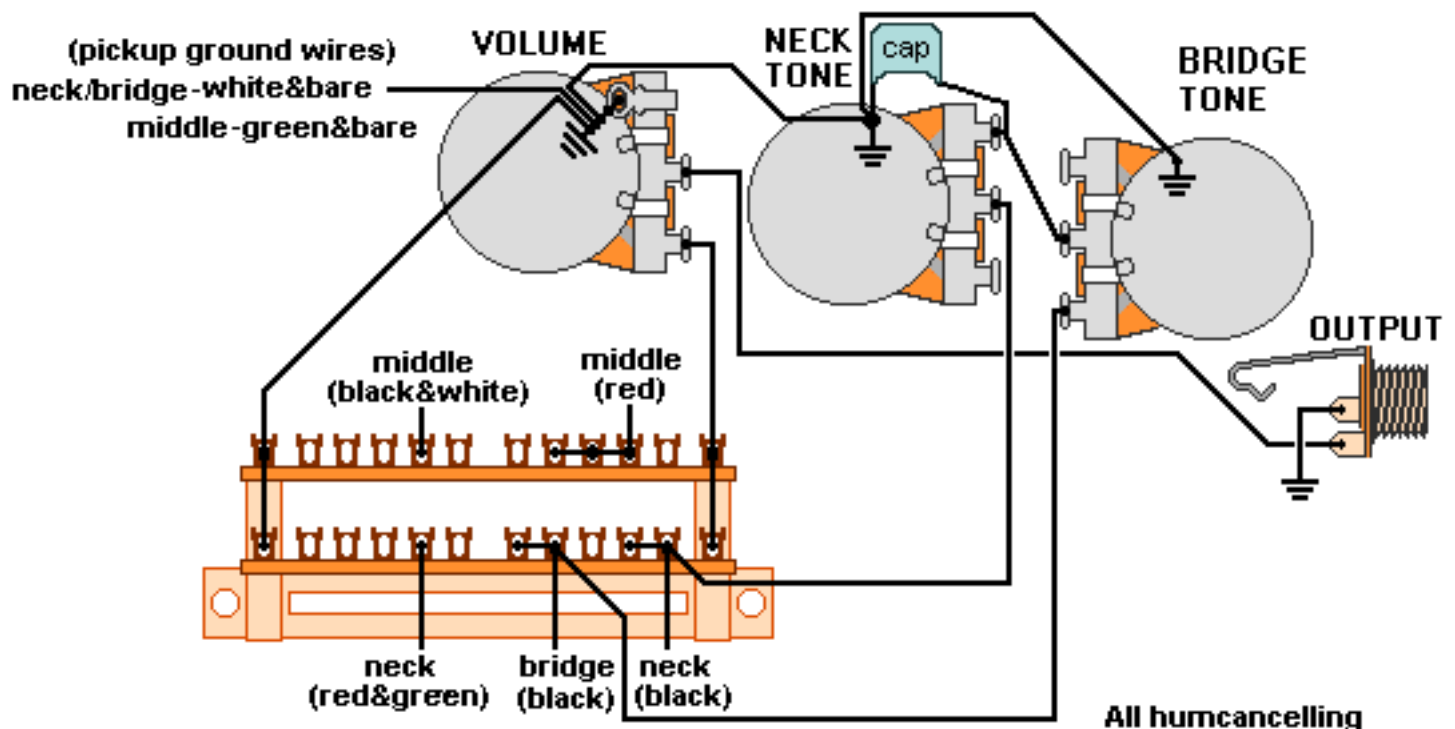 (pickup ground wires)
neck/bridge-white&bare
middle-green&bare
VOLUME
NECK
TONE
cap
BRIDGE
TONE
OUTPUT
middle
(black&white)
middle
(red)
neck
(red&green)
bridge
(black)
neck
(black)
All humcancelling